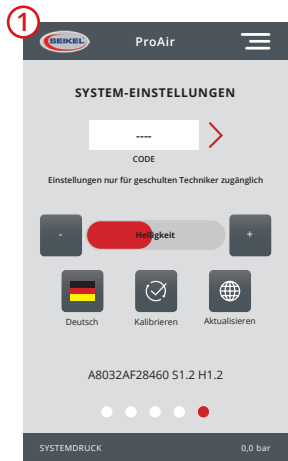 1
SEIKEL ProAir
SYSTEM-EINSTELLUNGEN
----
CODE
Einstellungen nur für geschulten Techniker zugänglich
- Helligkeit +
Deutsch Kalibrieren Aktualisieren
A8032AF28460 S1.2 H1.2
SYSTEMDRUCK 0,0 bar